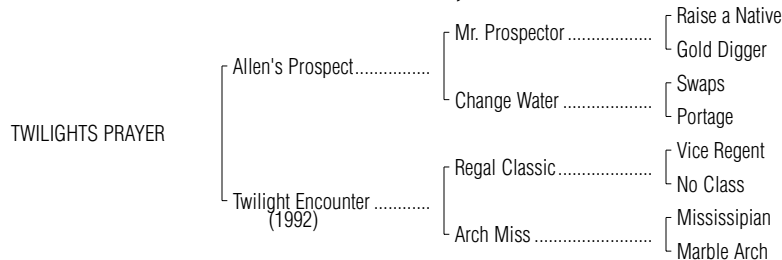 Raise a Native
Mr. Prospector ...................
Gold Digger
Allen's Prospect................
Swaps
Change Water ....................
Portage
TWILIGHTS PRAYER
Vice Regent
Regal Classic.....................
No Class
Twilight Encounter ............
(1992)
Mississipian
Arch Miss ..........................
Marble Arch